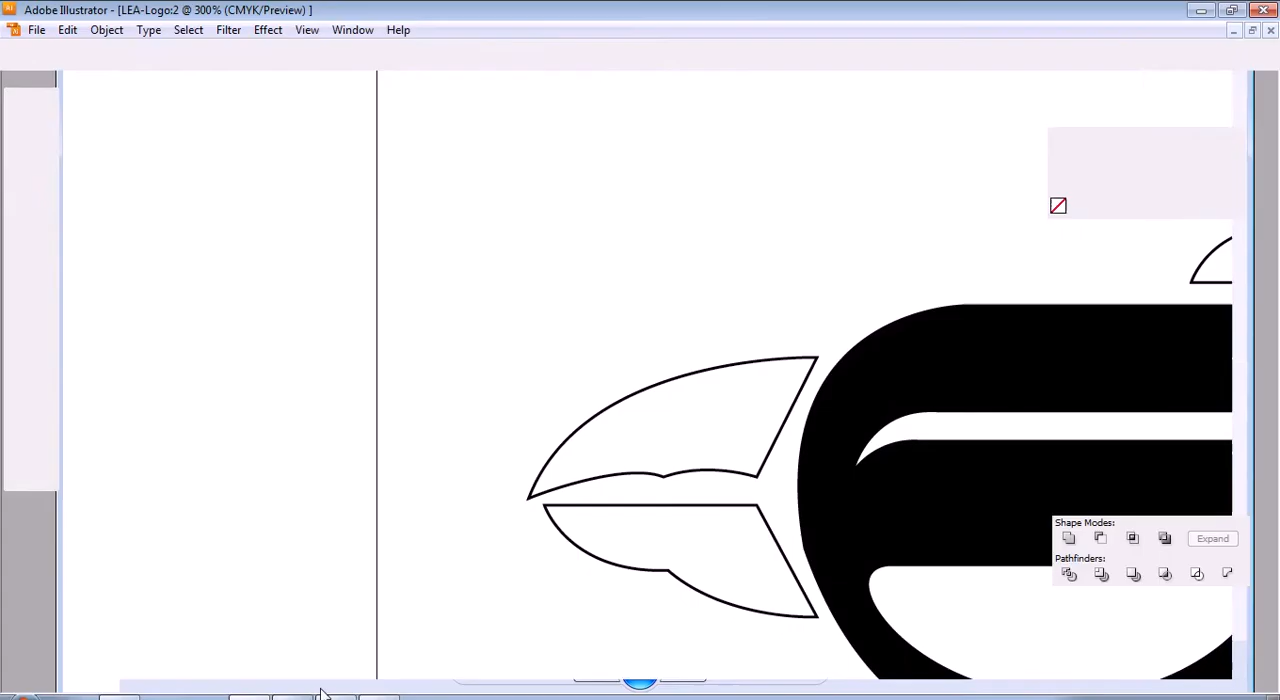 Adobe Illustrator - [LEA-Logo:2 @ 300% (CMYK/Preview) ]
File Edit Object Type Select Filter Effect View Window Help
Shape Modes:
Expand
Pathfinders: